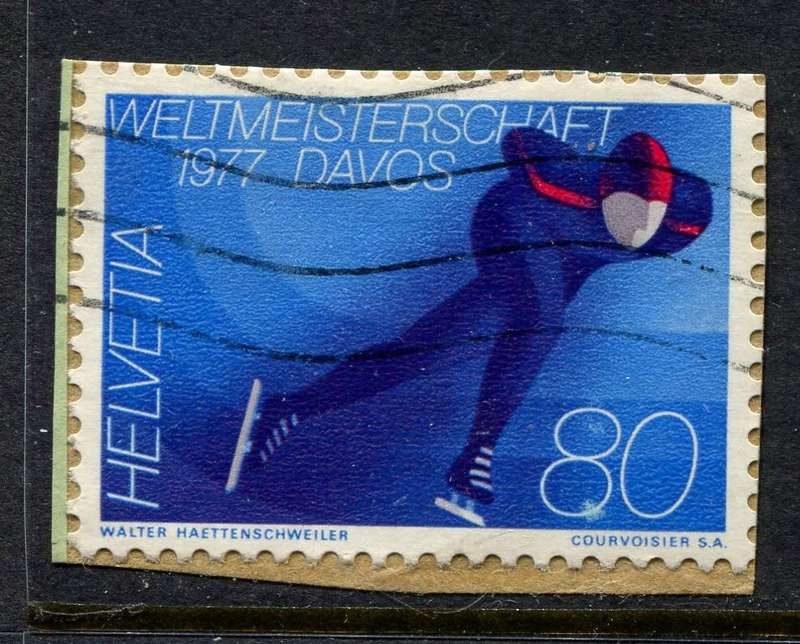 WELTMEISTERSCHAFT
1977 DAVOS
HELVETIA
80
WALTER HAETTENSCHWEILER
COURVOISIER S.A.